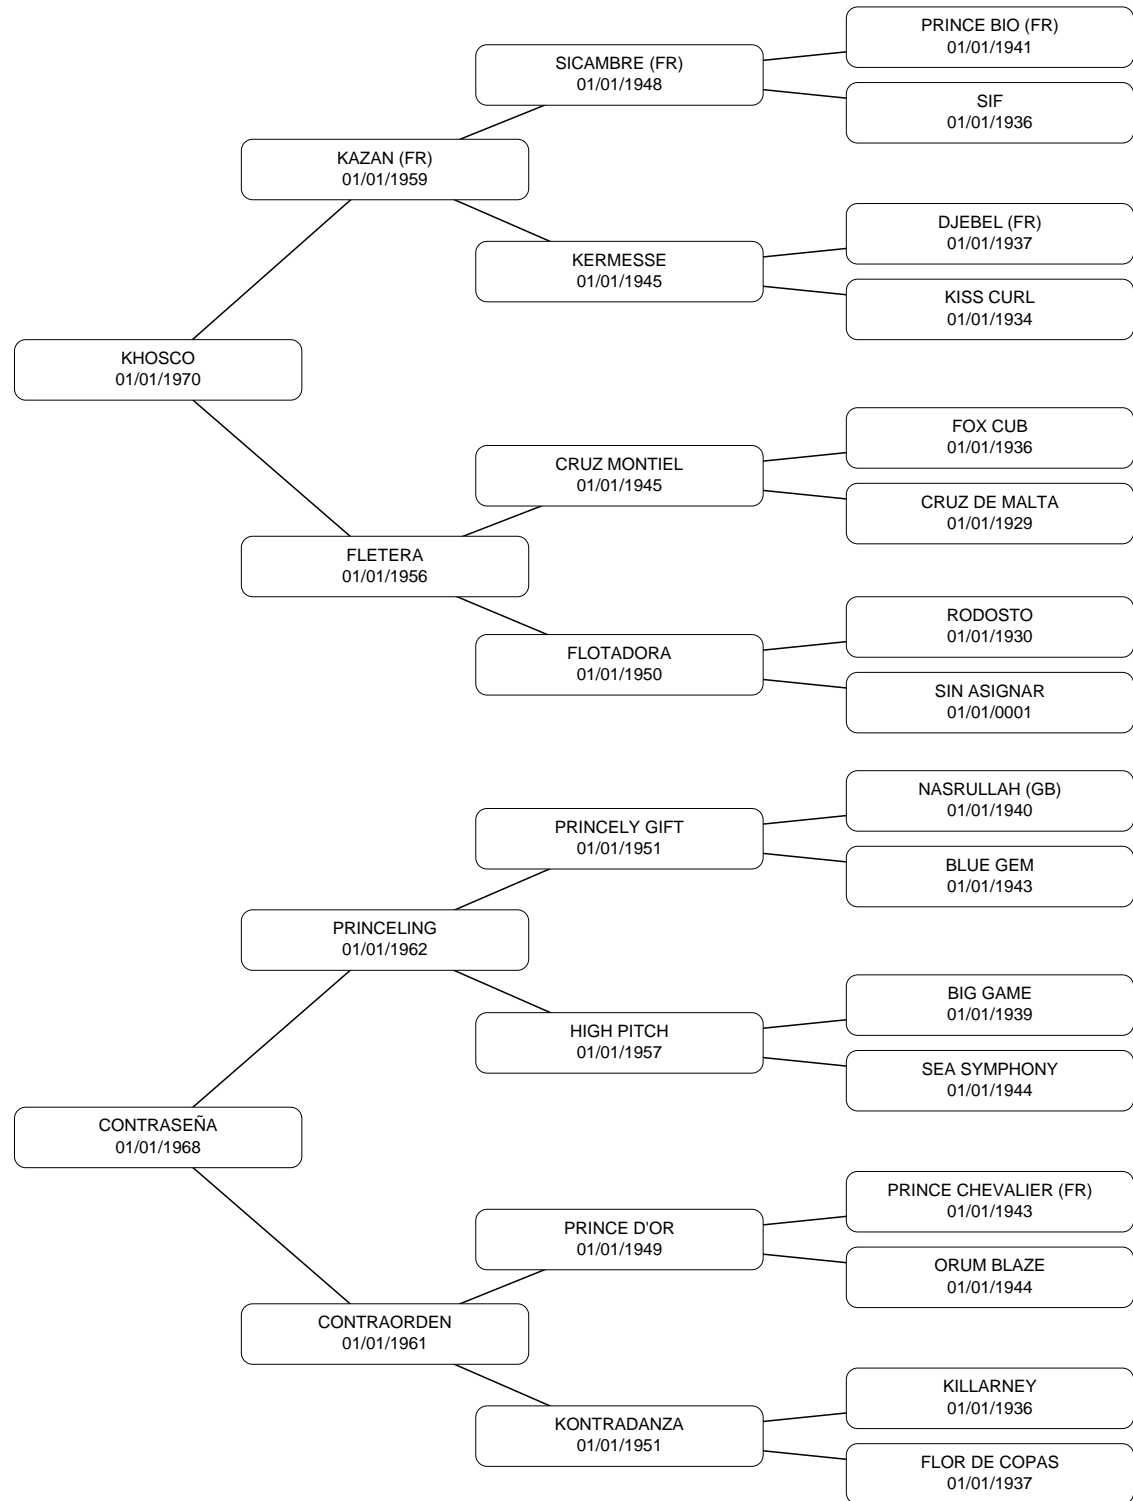 PRINCE BIO (FR)
01/01/1941
SICAMBRE (FR)
01/01/1948
SIF
01/01/1936
KAZAN (FR)
01/01/1959
DJEBEL (FR)
01/01/1937
KERMESSE
01/01/1945
KISS CURL
01/01/1934
KHOSCO
01/01/1970
FOX CUB
01/01/1936
CRUZ MONTIEL
01/01/1945
CRUZ DE MALTA
01/01/1929
FLETERA
01/01/1956
RODOSTO
01/01/1930
FLOTADORA
01/01/1950
SIN ASIGNAR
01/01/0001
NASRULLAH (GB)
01/01/1940
PRINCELY GIFT
01/01/1951
BLUE GEM
01/01/1943
PRINCELING
01/01/1962
BIG GAME
01/01/1939
HIGH PITCH
01/01/1957
SEA SYMPHONY
01/01/1944
CONTRASEÑA
01/01/1968
PRINCE CHEVALIER (FR)
01/01/1943
PRINCE D'OR
01/01/1949
ORUM BLAZE
01/01/1944
CONTRAORDEN
01/01/1961
KILLARNEY
01/01/1936
KONTRADANZA
01/01/1951
FLOR DE COPAS
01/01/1937